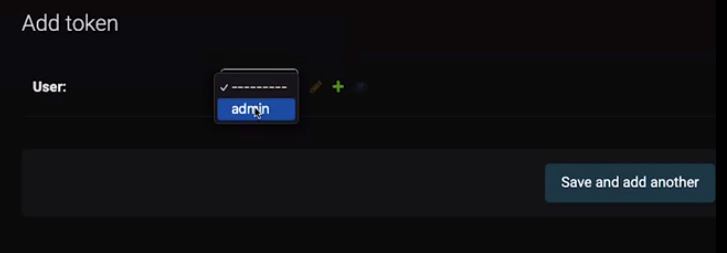 Add token
User:
---------
admin
Save and add another